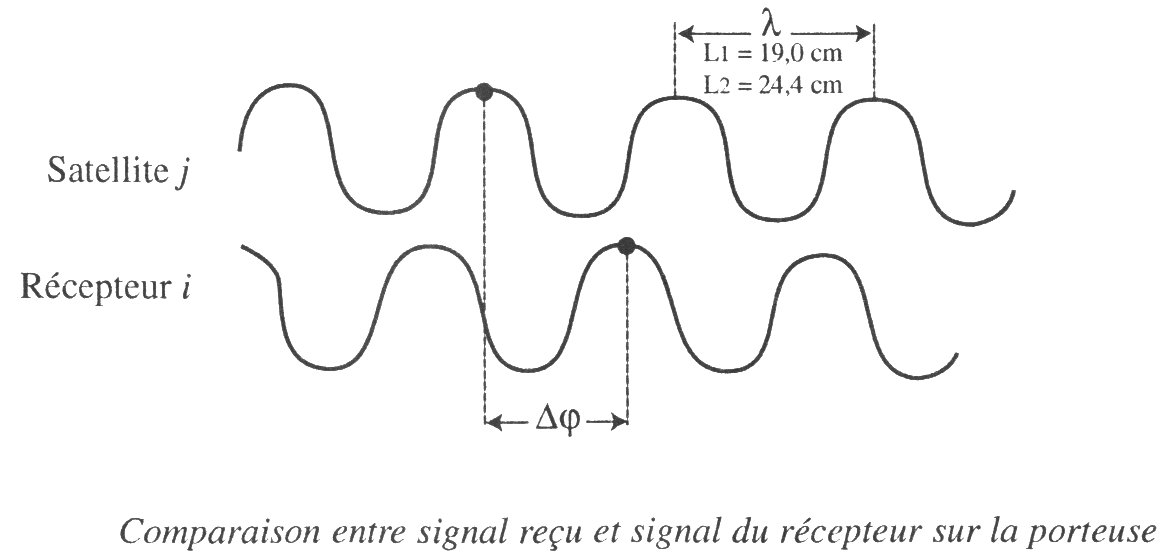 λ
L1 = 19,0 cm
L2 = 24,4 cm
Satellite j
Récepteur i
Δφ
Comparaison entre signal reçu et signal du récepteur sur la porteuse